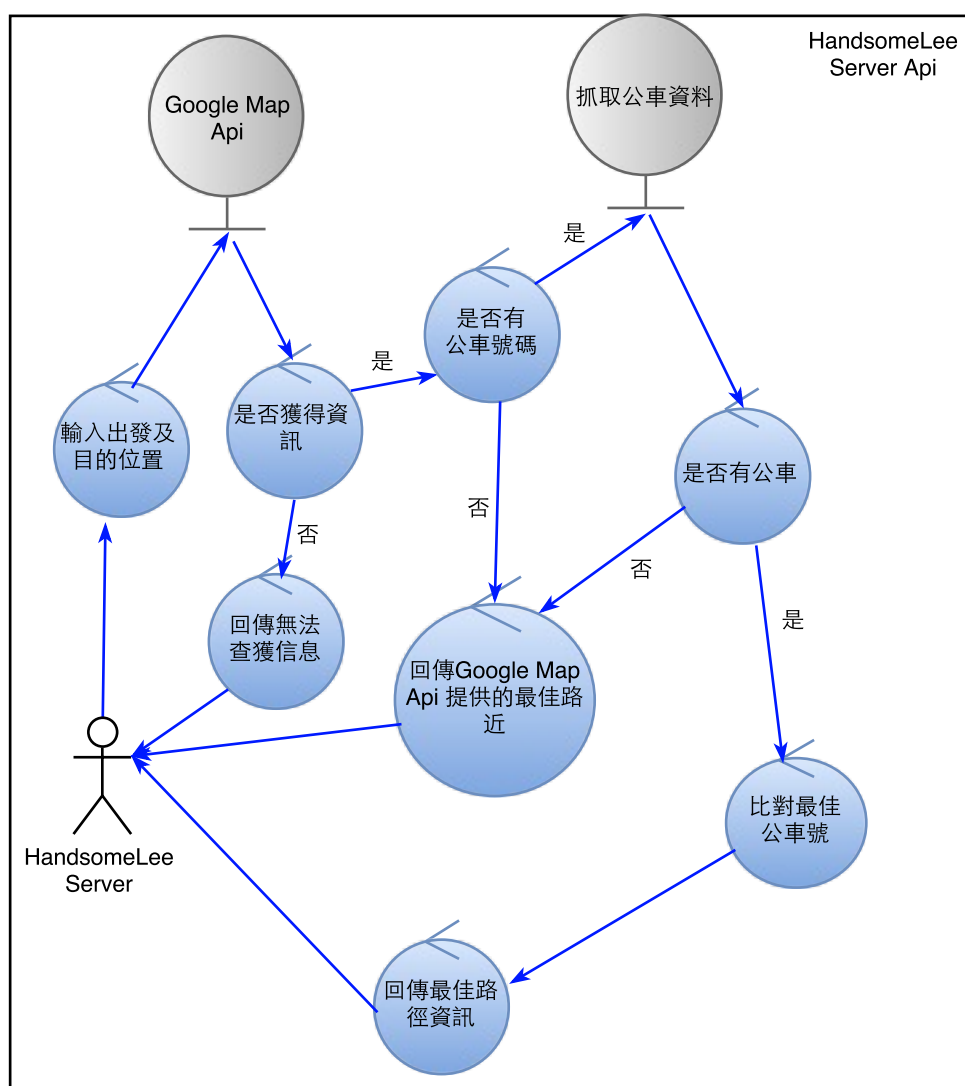 HandsomeLee
Server Api
Google Map
Api
抓取公車資料
是
是否有
公車號碼
是
是否獲得資
訊
輸入出發及
目的位置
是否有公車
否
否
否
回傳無法
查獲信息
是
回傳Google Map
Api 提供的最佳路
近
比對最佳
公車號
HandsomeLee
Server
回傳最佳路
徑資訊